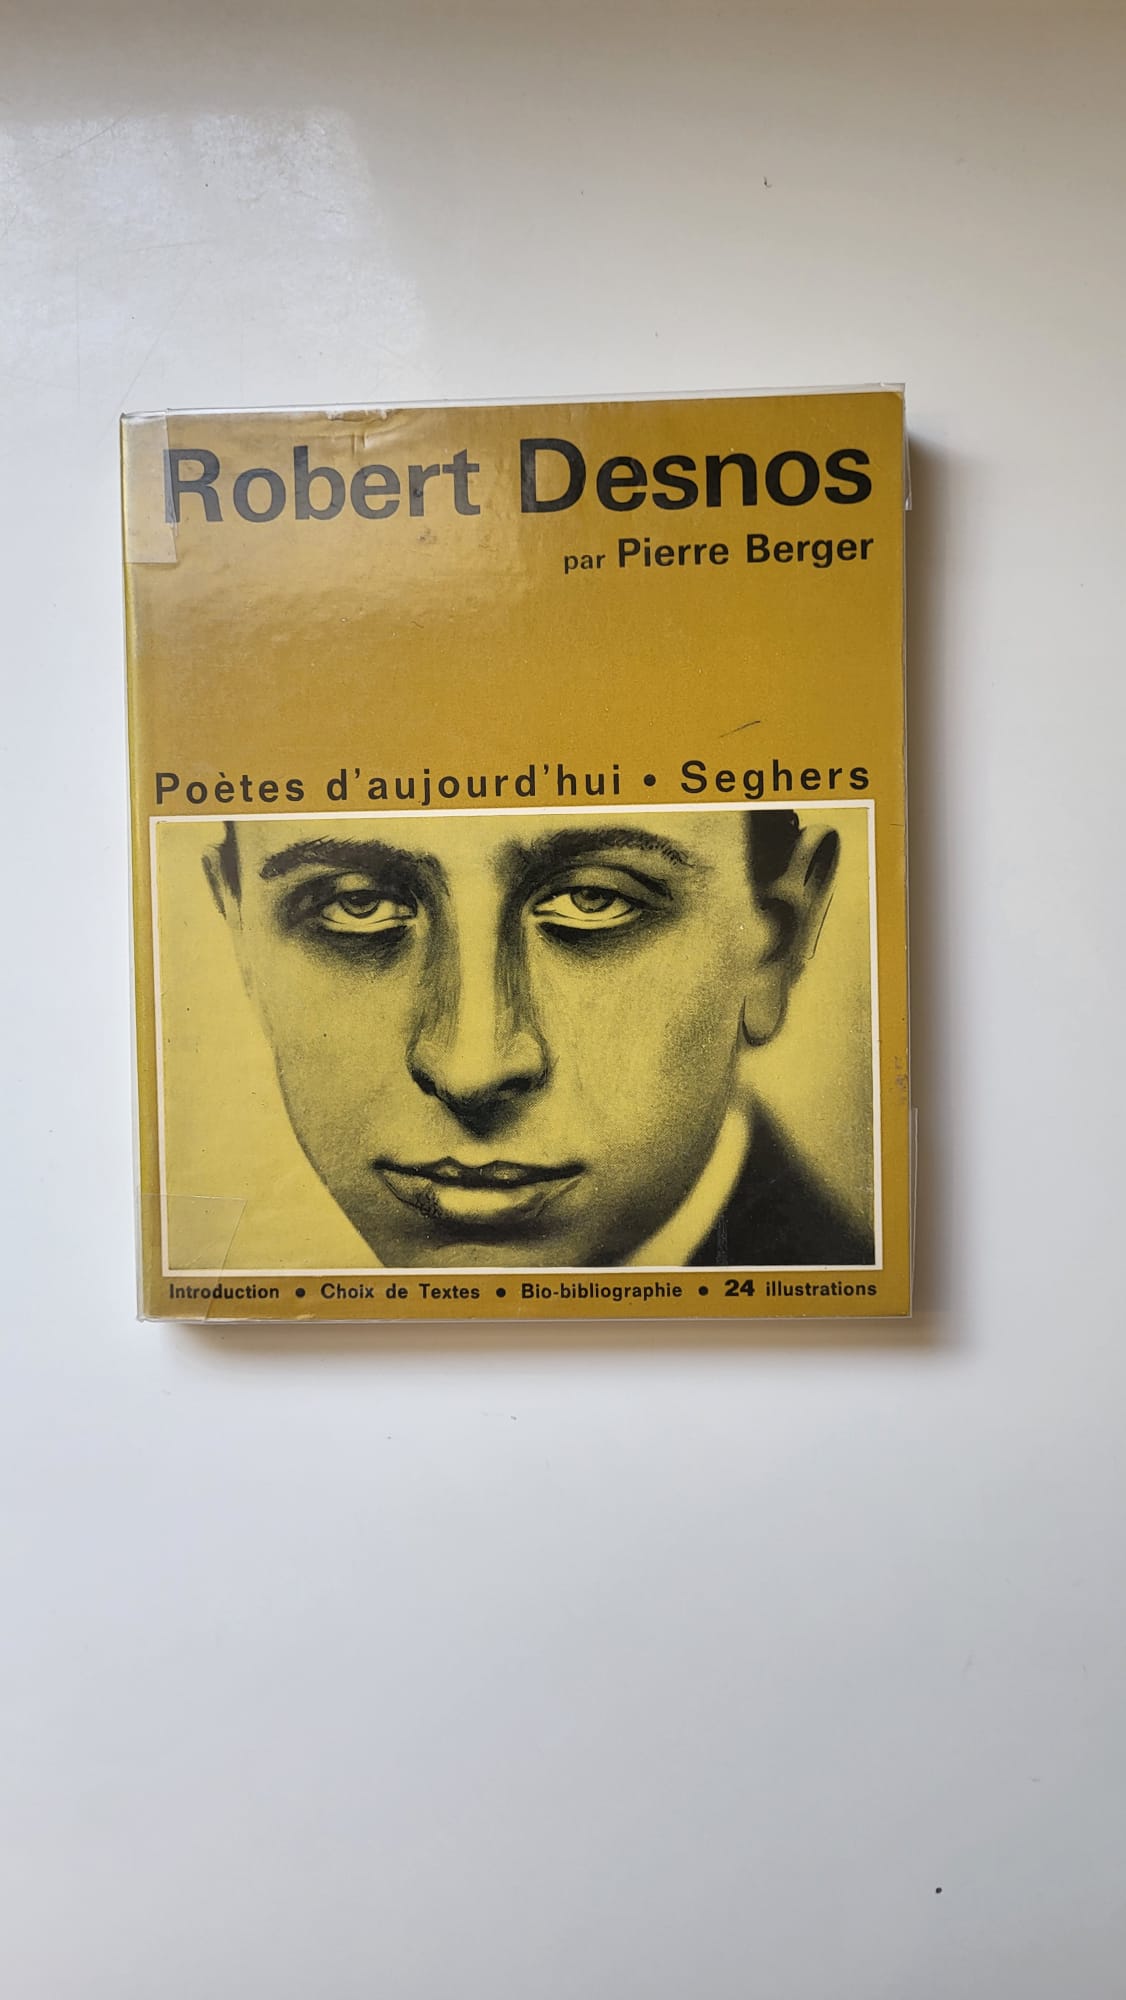 Robert Desnos
par Pierre Berger
Poètes d'aujourd'hui • Seghers
Introduction • Choix de Textes • Bio-bibliographie • 24 illustrations